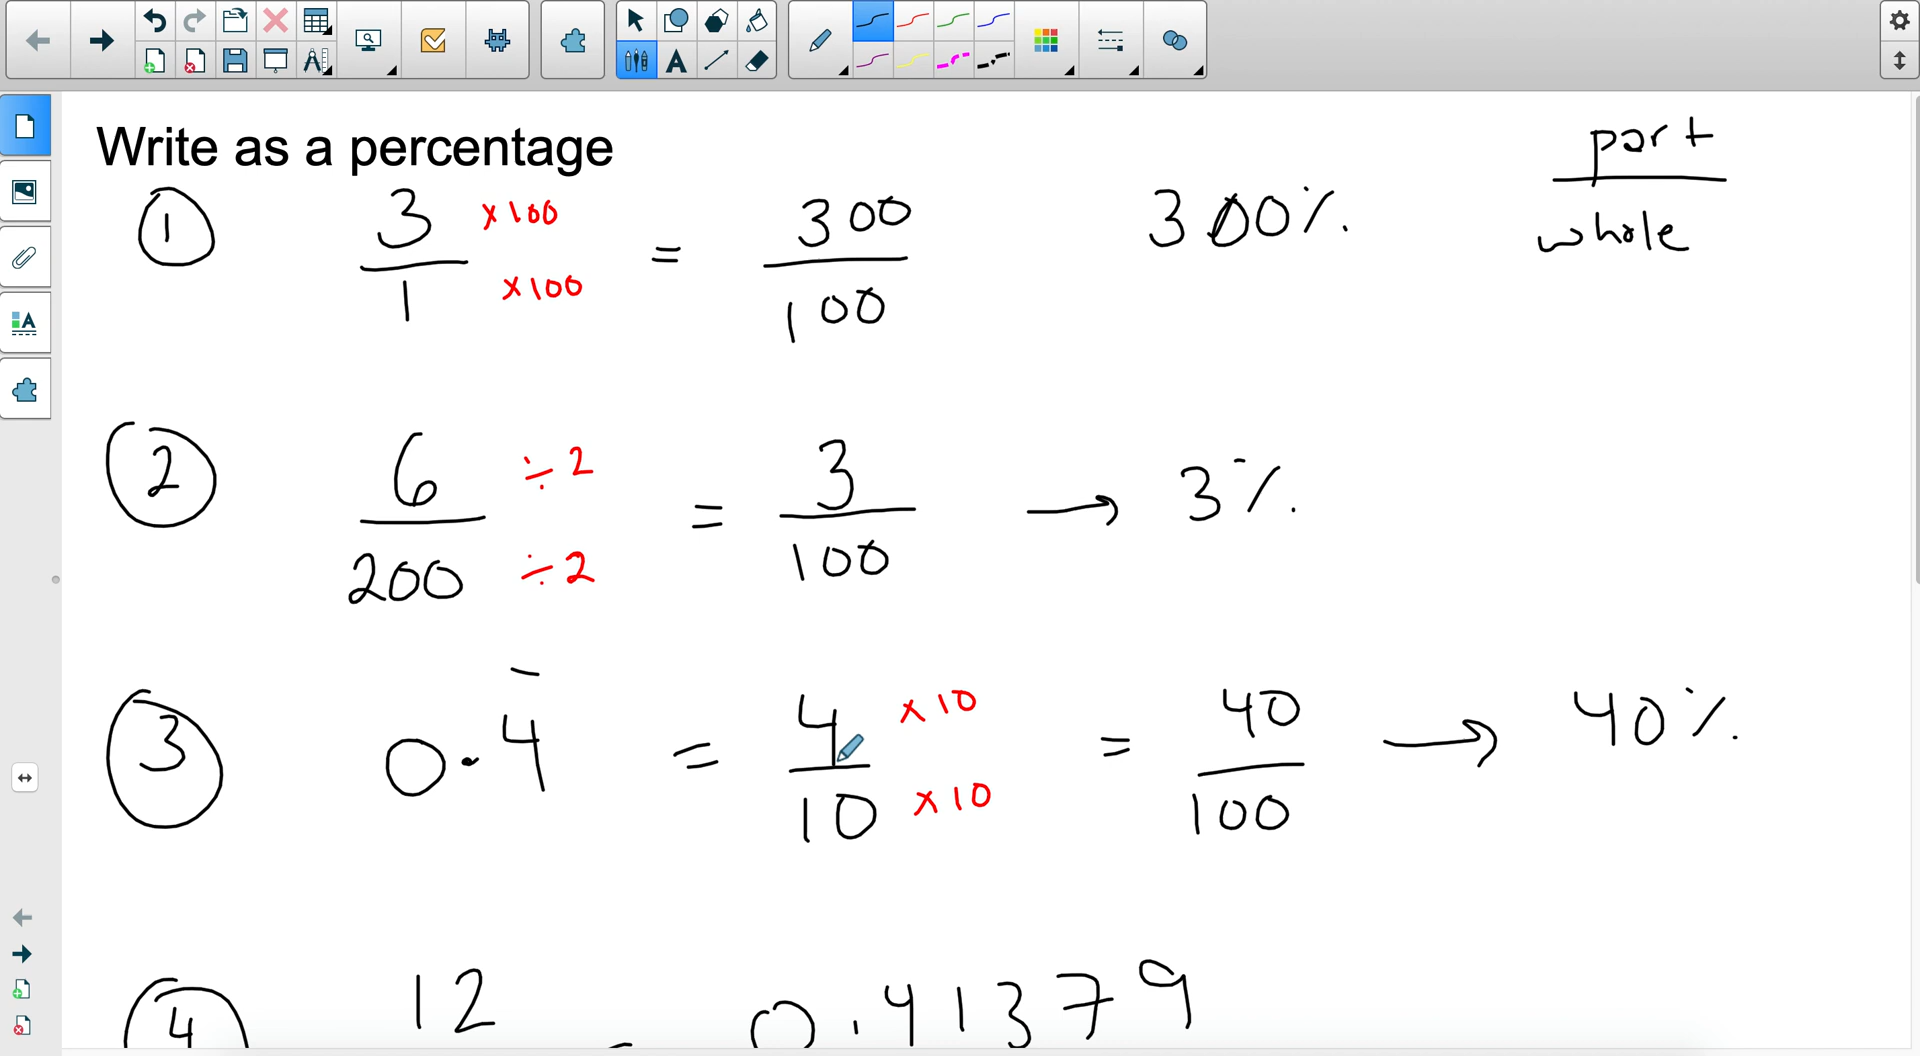 Write as a percentage
part
whole
① 3/1 ×100 ×100 = 300/100 300%
② 6/200 ÷2 ÷2 = 3/100 → 3%
③ 0.4 = 4/10 ×10 ×10 = 40/100 → 40%
④ 12 = 0.41379